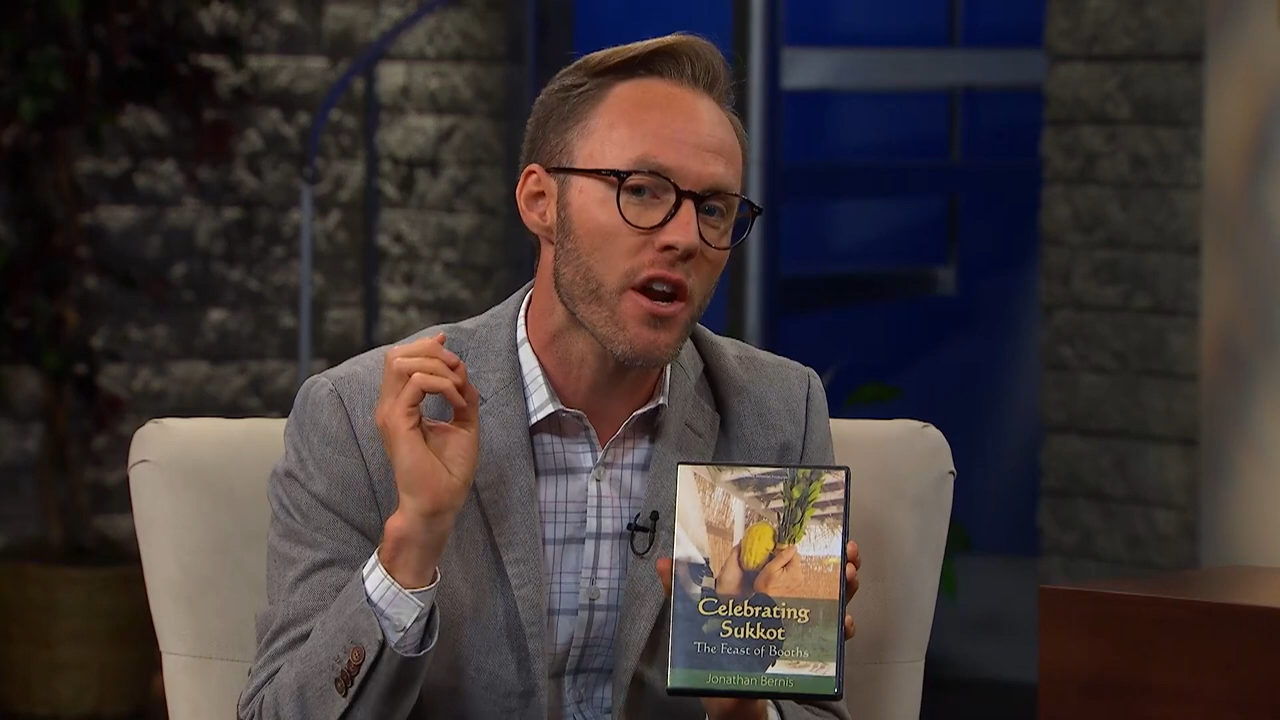 Celebrating
Sukkot
The Feast of Booths
Jonathan Bernis